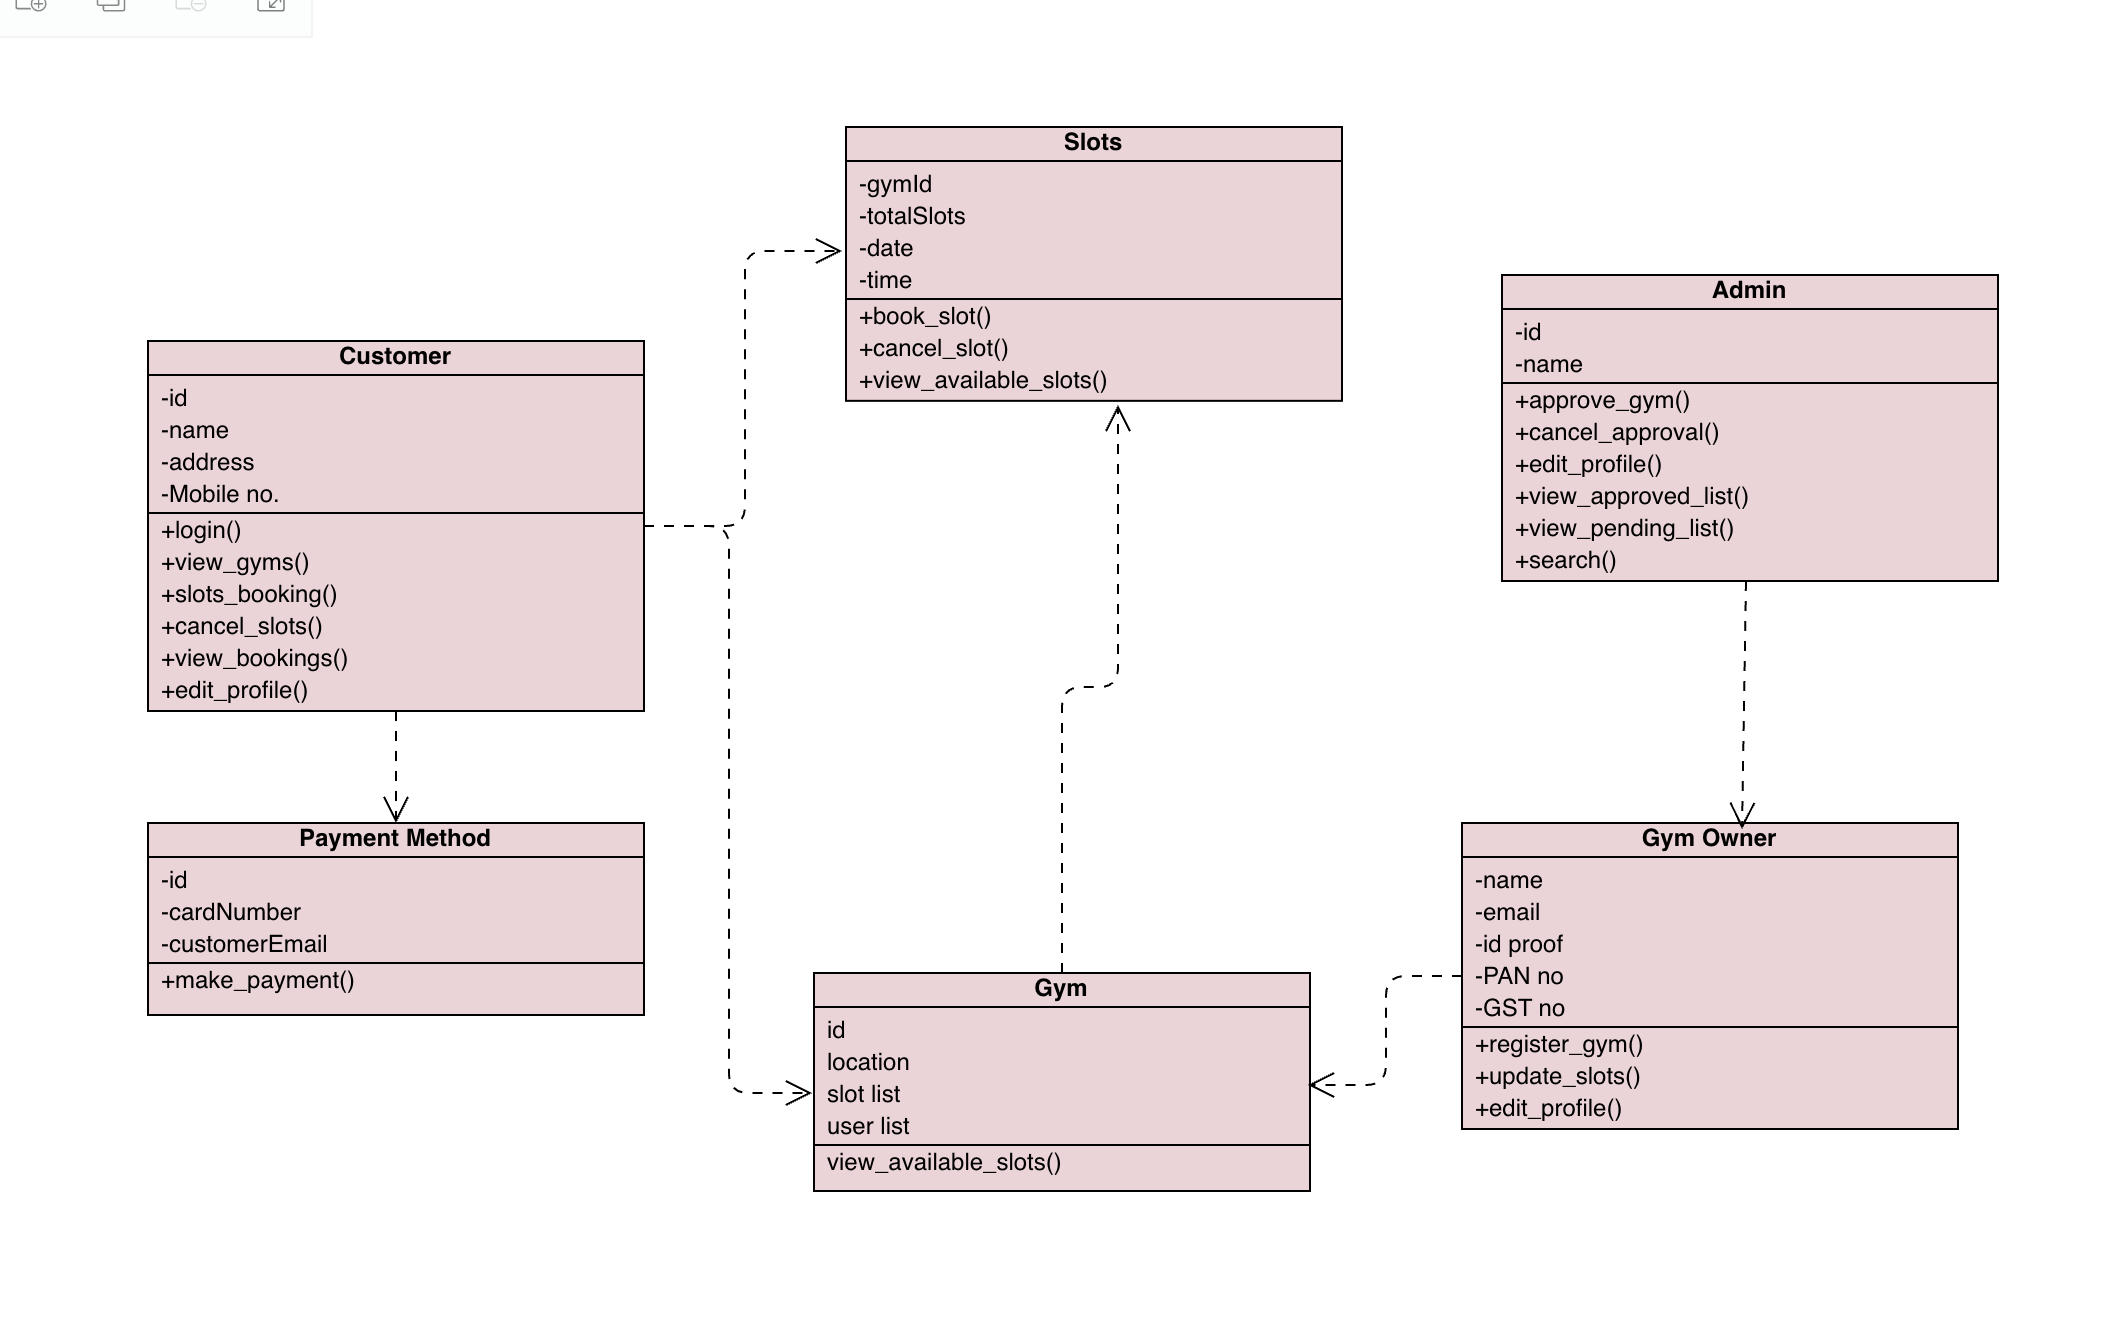 Slots
-gymId
-totalSlots
-date
-time
+book_slot()
+cancel_slot()
+view_available_slots()
Admin
-id
-name
+approve_gym()
+cancel_approval()
+edit_profile()
+view_approved_list()
+view_pending_list()
+search()
Customer
-id
-name
-address
-Mobile no.
+login()
+view_gyms()
+slots_booking()
+cancel_slots()
+view_bookings()
+edit_profile()
Payment Method
-id
-cardNumber
-customerEmail
+make_payment()
Gym
id
location
slot list
user list
view_available_slots()
Gym Owner
-name
-email
-id proof
-PAN no
-GST no
+register_gym()
+update_slots()
+edit_profile()